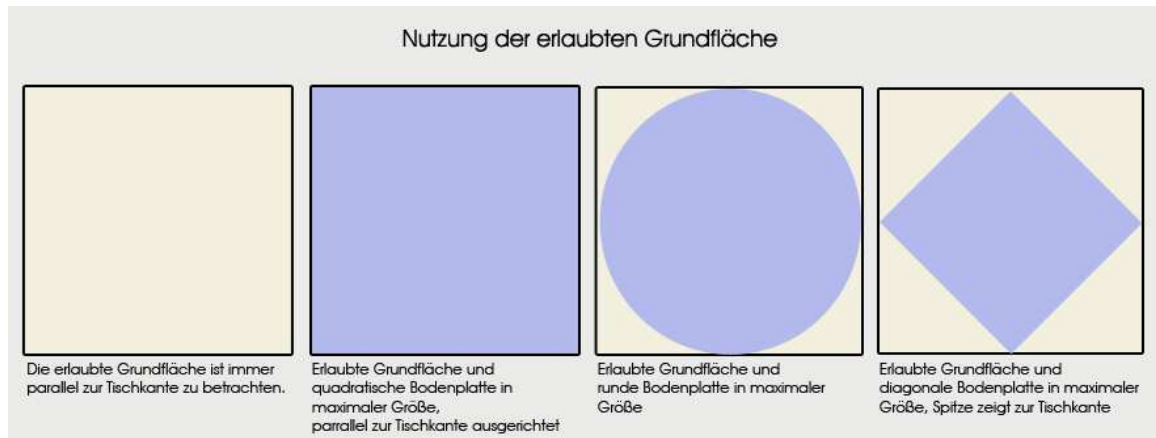 Nutzung der erlaubten Grundfläche
Die erlaubte Grundfläche ist immer
parallel zur Tischkante zu betrachten.
Erlaubte Grundfläche und
quadratische Bodenplatte in
maximaler Größe,
parrallel zur Tischkante ausgerichtet
Erlaubte Grundfläche und
runde Bodenplatte in maximaler
Größe
Erlaubte Grundfläche und
diagonale Bodenplatte in maximaler
Größe, Spitze zeigt zur Tischkante